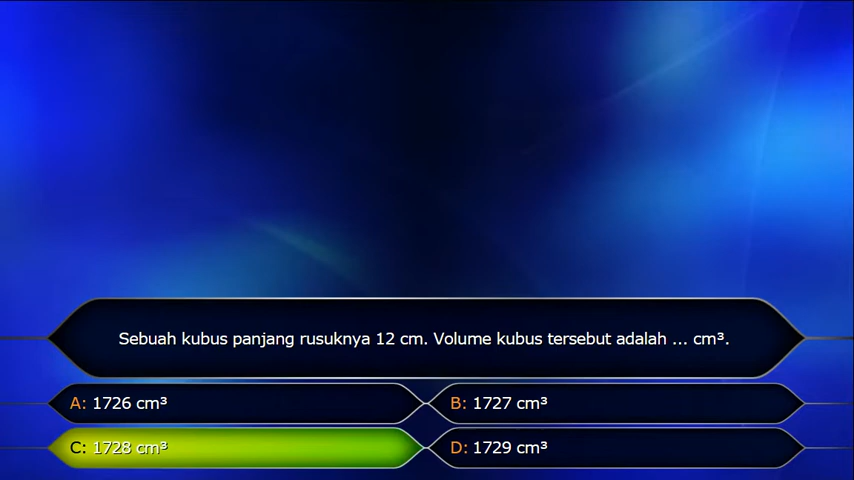 Sebuah kubus panjang rusuknya 12 cm. Volume kubus tersebut adalah ... cm³.
A: 1726 cm³
B: 1727 cm³
C: 1728 cm³
D: 1729 cm³